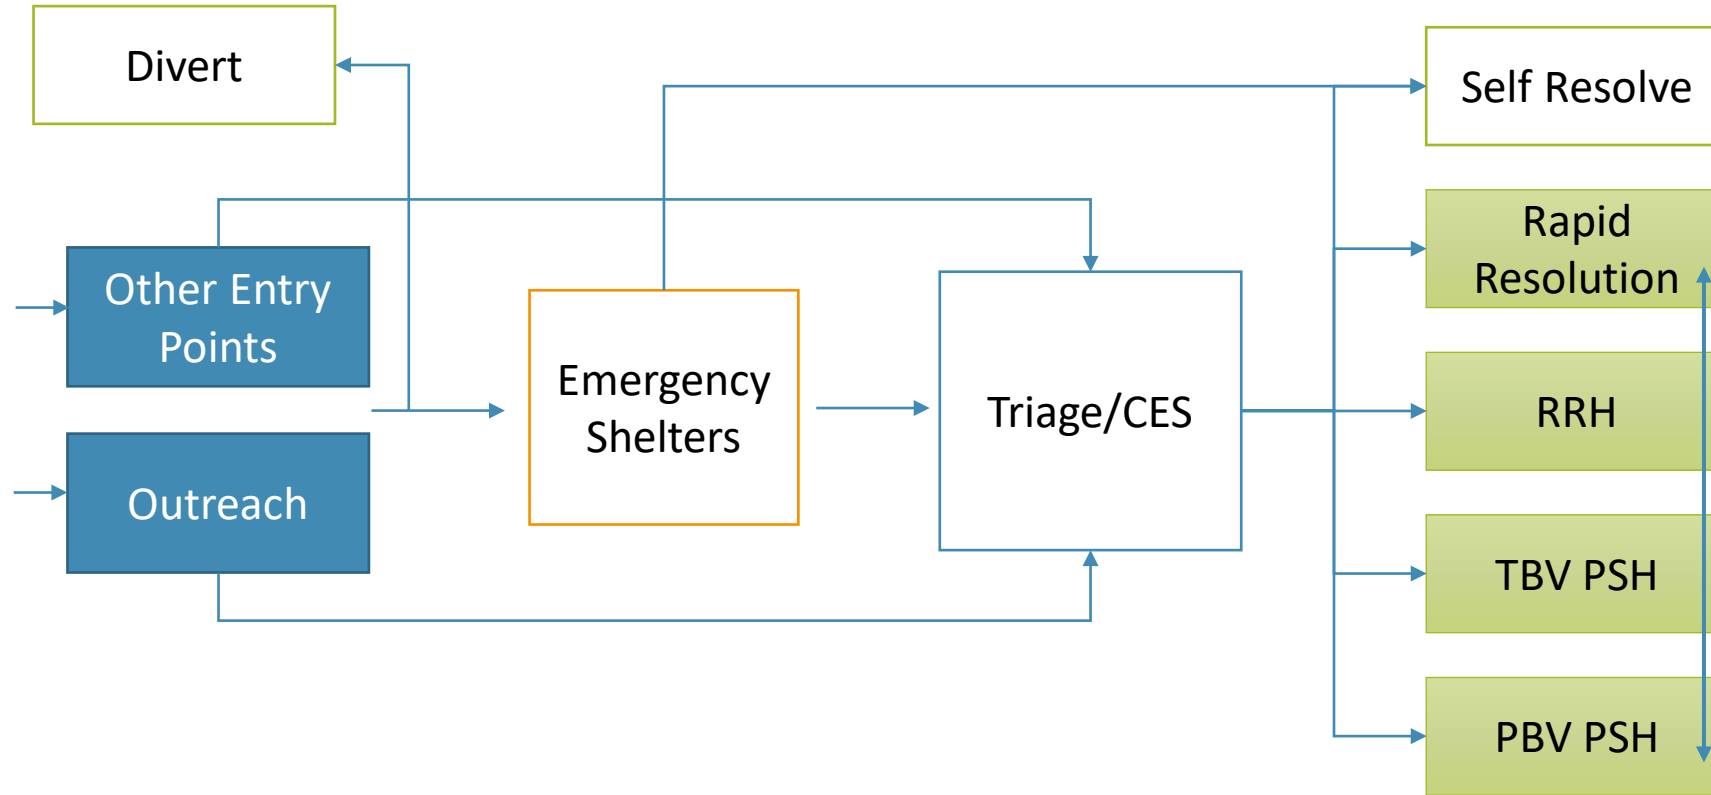 Divert
Self Resolve
Other Entry
Points
Outreach
Emergency
Shelters
Triage/CES
Rapid
Resolution
RRH
TBV PSH
PBV PSH